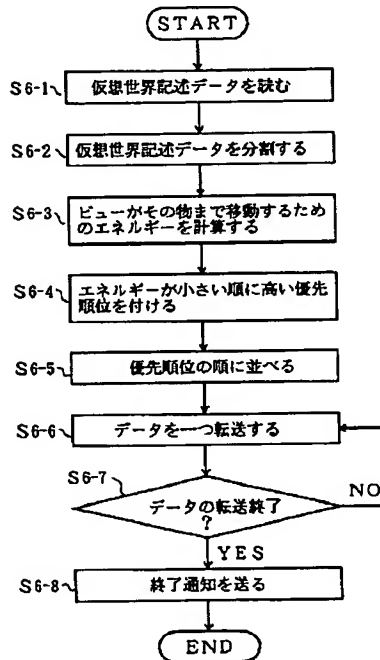 START
S6-1
仮想世界記述データを読む
S6-2
仮想世界記述データを分割する
S6-3
ビューがその物まで移動するため
のエネルギーを計算する
S6-4
エネルギーが小さい順に高い優先
順位を付ける
S6-5
優先順位の順に並べる
S6-6
データを一つ転送する
S6-7
データの転送終了
?
NO
YES
S6-8
終了通知を送る
END